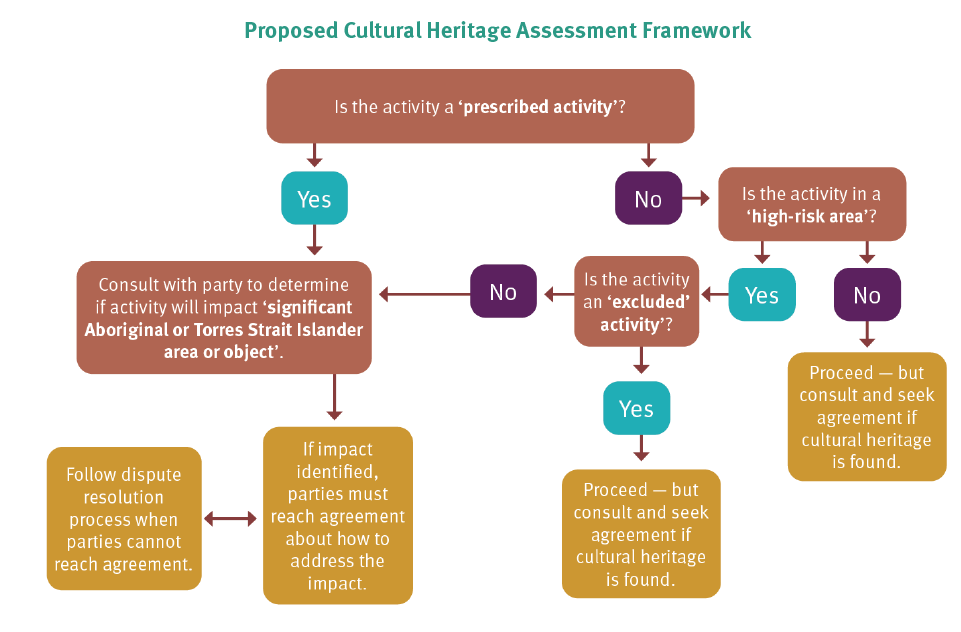 Proposed Cultural Heritage Assessment Framework
Is the activity a ‘prescribed activity’?
Yes
No
Is the activity in a
‘high-risk area’?
Consult with party to determine
if activity will impact ‘significant
Aboriginal or Torres Strait Islander
area or object’.
No
Is the activity
an ‘excluded’
activity’?
Yes
No
Yes
Proceed — but
consult and seek
agreement if
cultural heritage
is found.
Follow dispute
resolution
process when
parties cannot
reach agreement.
If impact
identified,
parties must
reach agreement
about how to
address the
impact.
Proceed — but
consult and seek
agreement if
cultural heritage
is found.